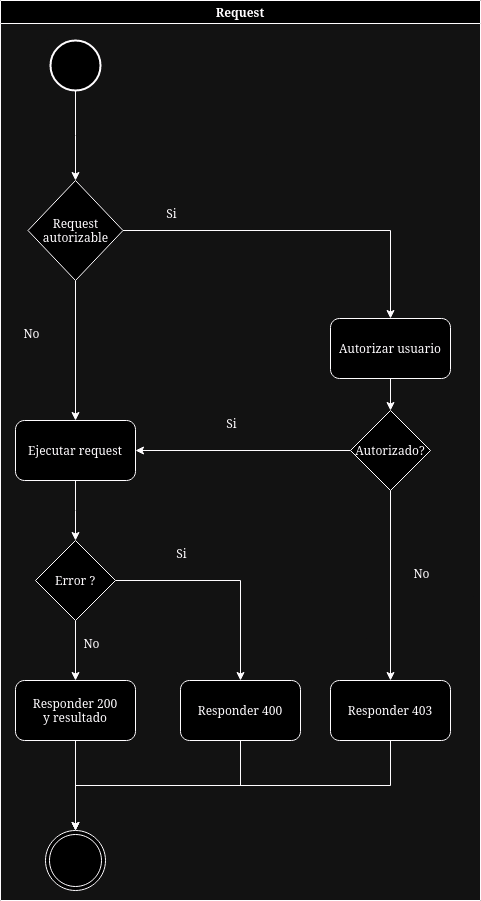 Request
Request
autorizable
Si
No
Autorizar usuario
Si
Ejecutar request
Autorizado?
Error ?
Si
No
No
Responder 200
y resultado
Responder 400
Responder 403